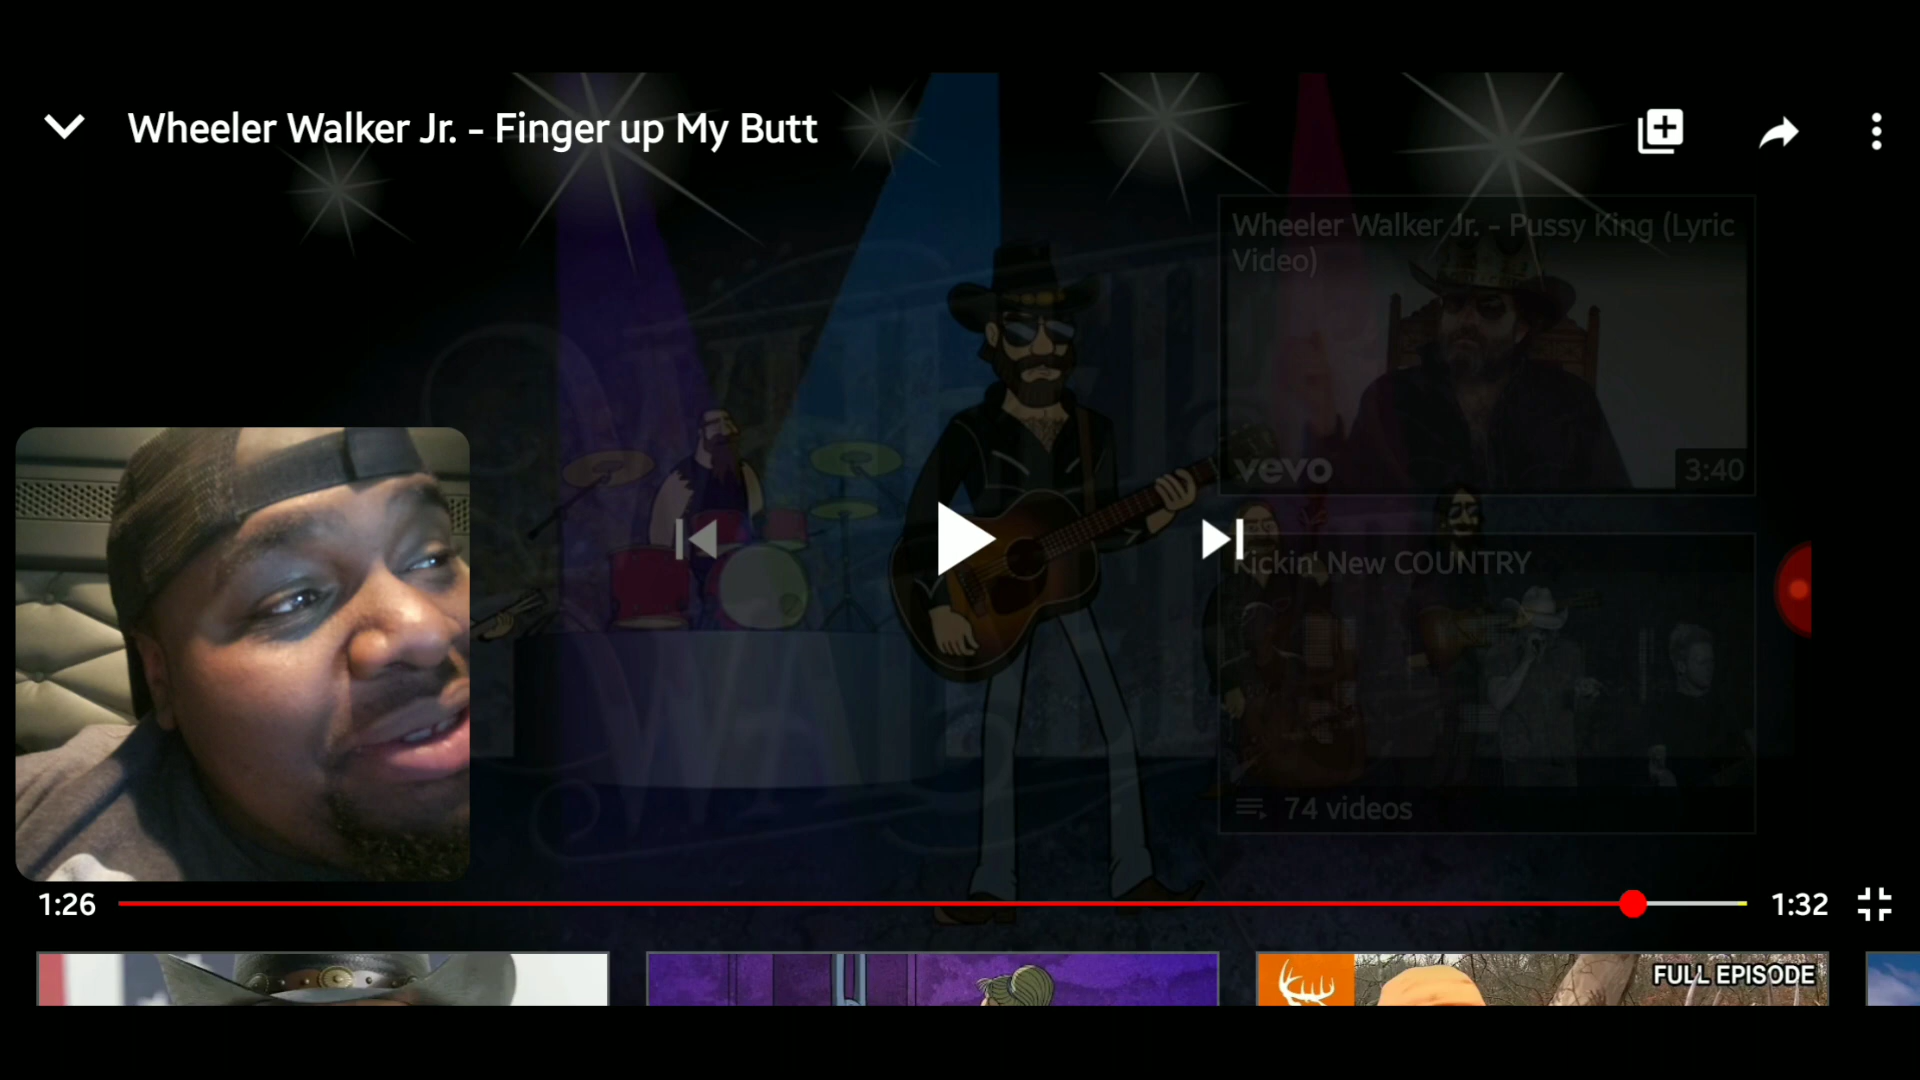 Wheeler Walker Jr. - Finger up My Butt
Wheeler Walker Jr. - Pussy King (Lyric
Video)
vevo
3:40
Kickin' New COUNTRY
74 videos
1:26
1:32
FULL EPISODE